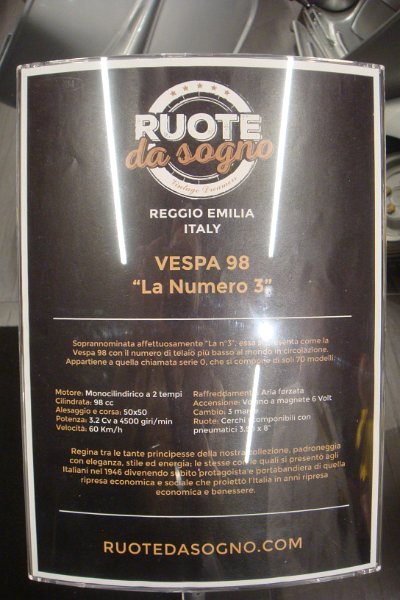 RUOTE
da sogno
Vintage Dreamers
REGGIO EMILIA
ITALY
VESPA 98
“La Numero 3”
Soprannominata affettuosamente "La n°3", essa si presenta come la
Vespa 98 con il numero di telaio più basso al mondo in circolazione.
Appartiene a quella chiamata serie 0, che si compone di soli 70 modelli.
Motore: Monocilindrico a 2 tempi
Cilindrata: 98 cc
Alesaggio e corsa: 50x50
Potenza: 3.2 Cv a 4500 giri/min
Velocità: 60 Km/h
Raffreddamento: Aria forzata
Accensione: Volano a magnete 6 Volt
Cambio: 3 marce
Ruote: Cerchi scomponibili con
pneumatici x 8"
Regina tra le tante principesse della nostra collezione, padroneggia
con eleganza, stile ed energia; le stesse con le quali si presentò agli
Italiani nel 1946 divenendo subito protagonista e portabandiera di quella
ripresa economica e sociale che proietto l'Italia in anni ripresa
economica e benessere.
RUOTEDASOGNO.COM